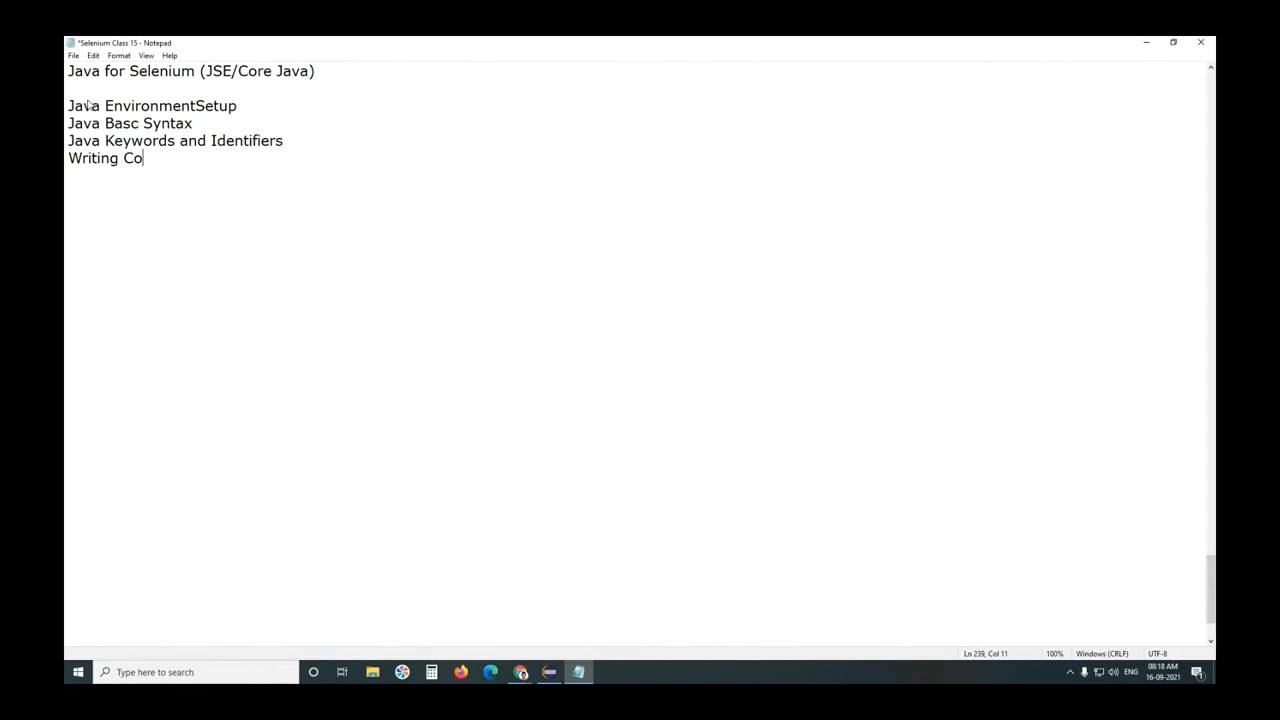 *Selenium Class 15 - Notepad
File Edit Format View Help
Java for Selenium (JSE/Core Java)
Java EnvironmentSetup
Java Basc Syntax
Java Keywords and Identifiers
Writing Co
Ln 239, Col 11 100% Windows (CRLF) UTF-8
Type here to search
ENG
08:18 AM
16-09-2021